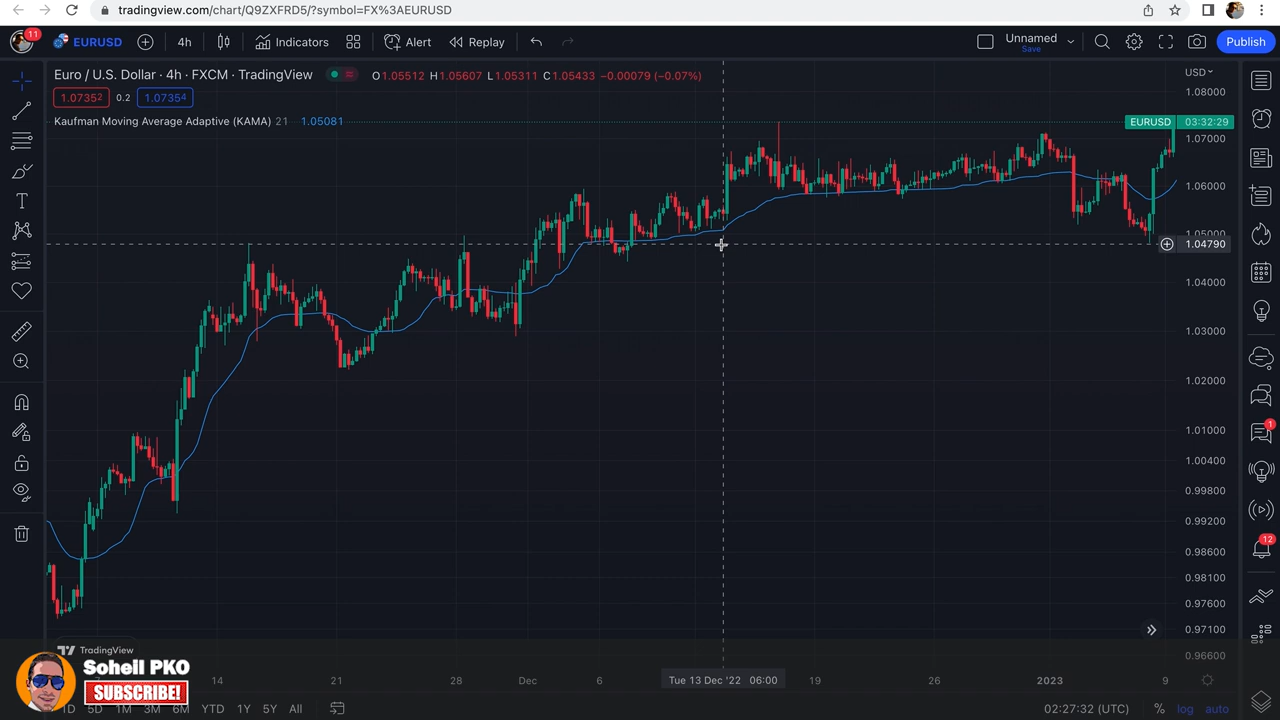 tradingview.com/chart/Q9ZXFRD5/?symbol=FX%3AEURUSD
11
EURUSD
4h
Indicators
Alert
Replay
Unnamed
Save
Publish
Euro / U.S. Dollar · 4h · FXCM · TradingView
O1.05512 H1.05607 L1.05311 C1.05433 −0.00079 (−0.07%)
USD
1.07352
0.2
1.07354
1.08000
Kaufman Moving Average Adaptive (KAMA) 21 1.05081
EURUSD 03:32:29
1.07000
1.06000
1.05000
1.04790
1.04000
1.03000
1.02000
1.01000
1.00400
0.99800
0.99200
0.98600
0.98100
0.97600
0.97100
0.96600
1
12
TradingView
Soheil PKO
SUBSCRIBE!
14
21
28
Dec
6
Tue 13 Dec '22 06:00
19
26
2023
9
1D 5D 1M 3M 6M YTD 1Y 5Y All
02:27:32 (UTC)
%
log
auto